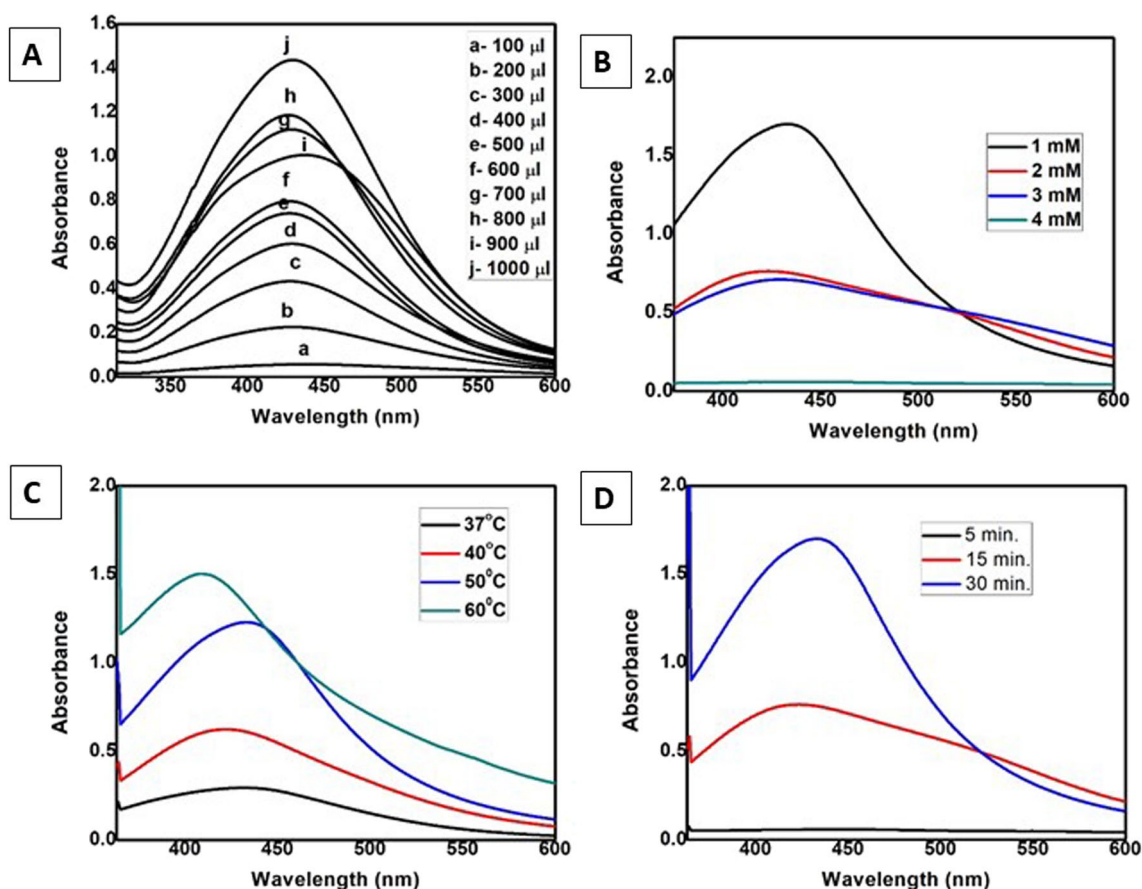 A
Absorbance
1.6
1.4
1.2
1.0
0.8
0.6
0.4
0.2
0.0
j
h
g
i
f
e
d
c
b
a
a- 100 µl
b- 200 µl
c- 300 µl
d- 400 µl
e- 500 µl
f- 600 µl
g- 700 µl
h- 800 µl
i- 900 µl
j- 1000 µl
350 400 450 500 550 600
Wavelength (nm)
B
Absorbance
2.0
1.5
1.0
0.5
0.0
1 mM
2 mM
3 mM
4 mM
400 450 500 550 600
Wavelength (nm)
C
Absorbance
2.0
1.5
1.0
0.5
0.0
37°C
40°C
50°C
60°C
400 450 500 550 600
Wavelength (nm)
D
Absorbance
2.0
1.5
1.0
0.5
0.0
5 min.
15 min.
30 min.
400 450 500 550 600
Wavelength (nm)